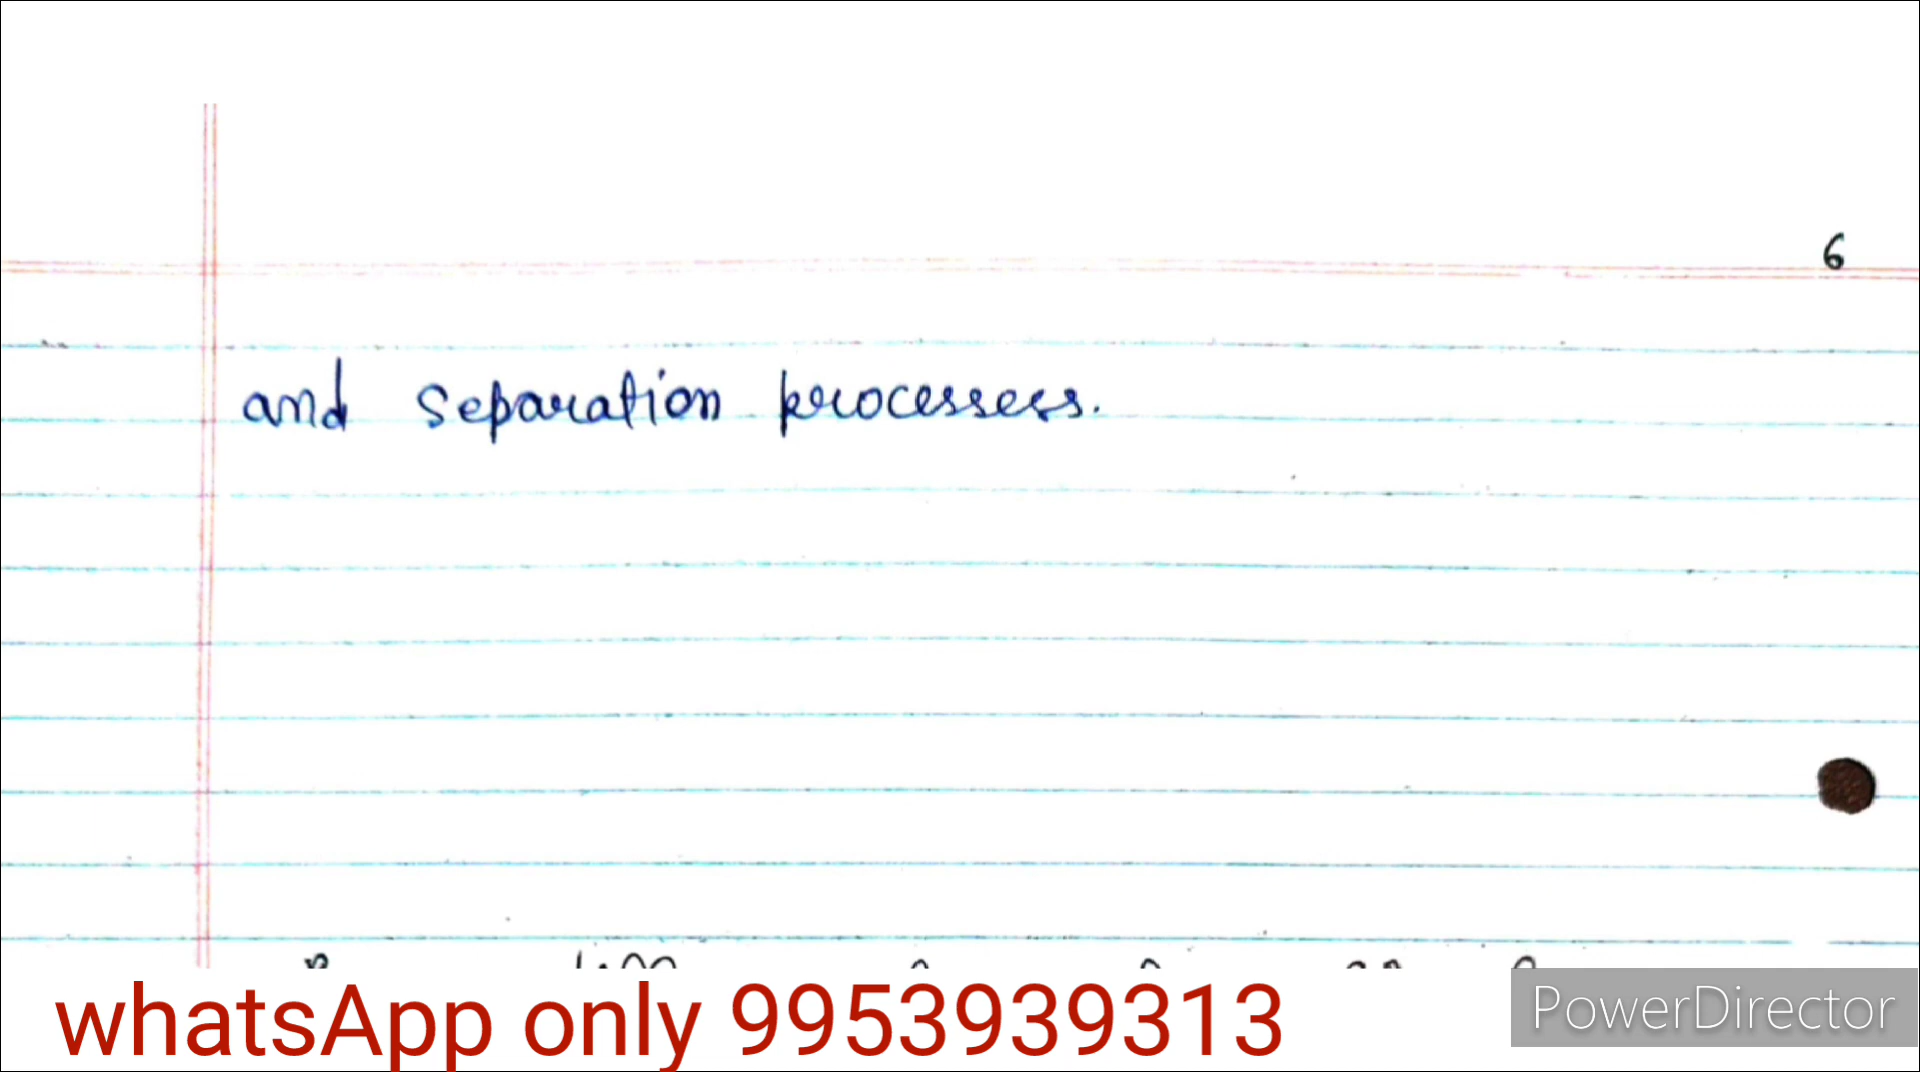 6
and separation processess.
whatsApp only 9953939313
PowerDirector